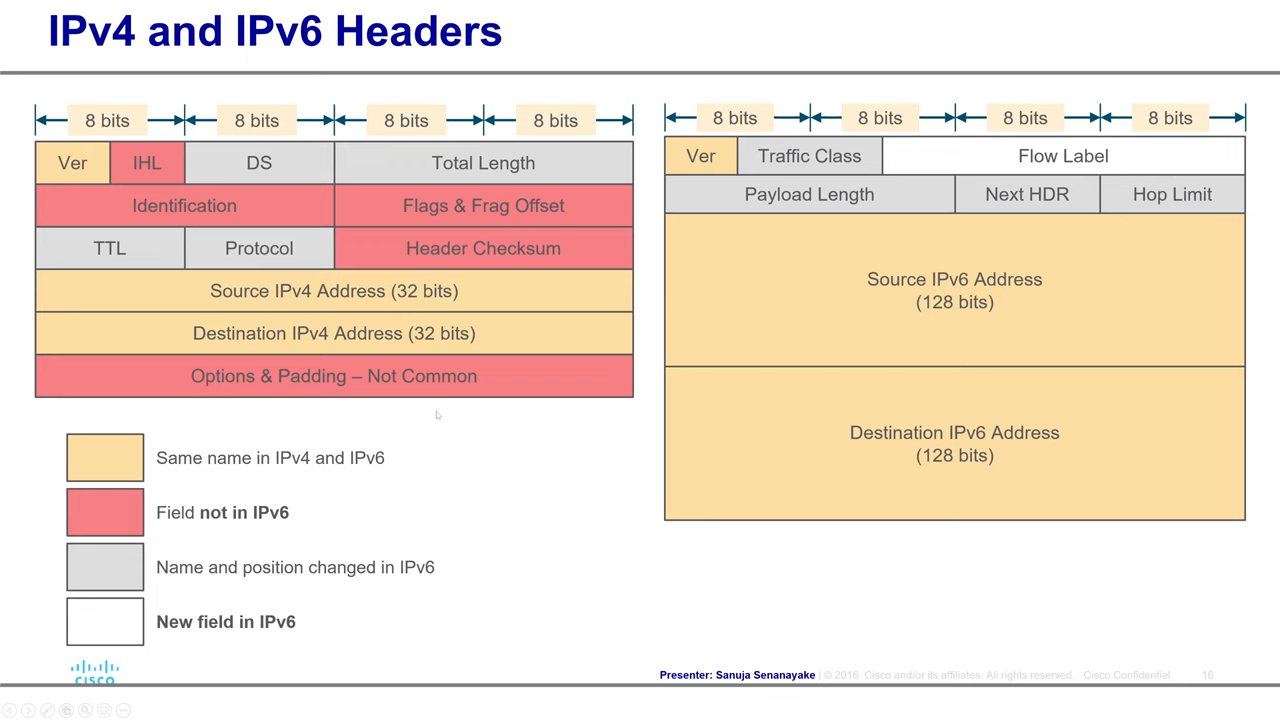 IPv4 and IPv6 Headers
8 bits 8 bits 8 bits 8 bits
Ver IHL DS Total Length
Identification Flags & Frag Offset
TTL Protocol Header Checksum
Source IPv4 Address (32 bits)
Destination IPv4 Address (32 bits)
Options & Padding – Not Common
8 bits 8 bits 8 bits 8 bits
Ver Traffic Class Flow Label
Payload Length Next HDR Hop Limit
Source IPv6 Address
(128 bits)
Destination IPv6 Address
(128 bits)
Same name in IPv4 and IPv6
Field not in IPv6
Name and position changed in IPv6
New field in IPv6
CISCO
Presenter: Sanuja Senanayake | © 2016 Cisco and/or its affiliates. All rights reserved. Cisco Confidential 16